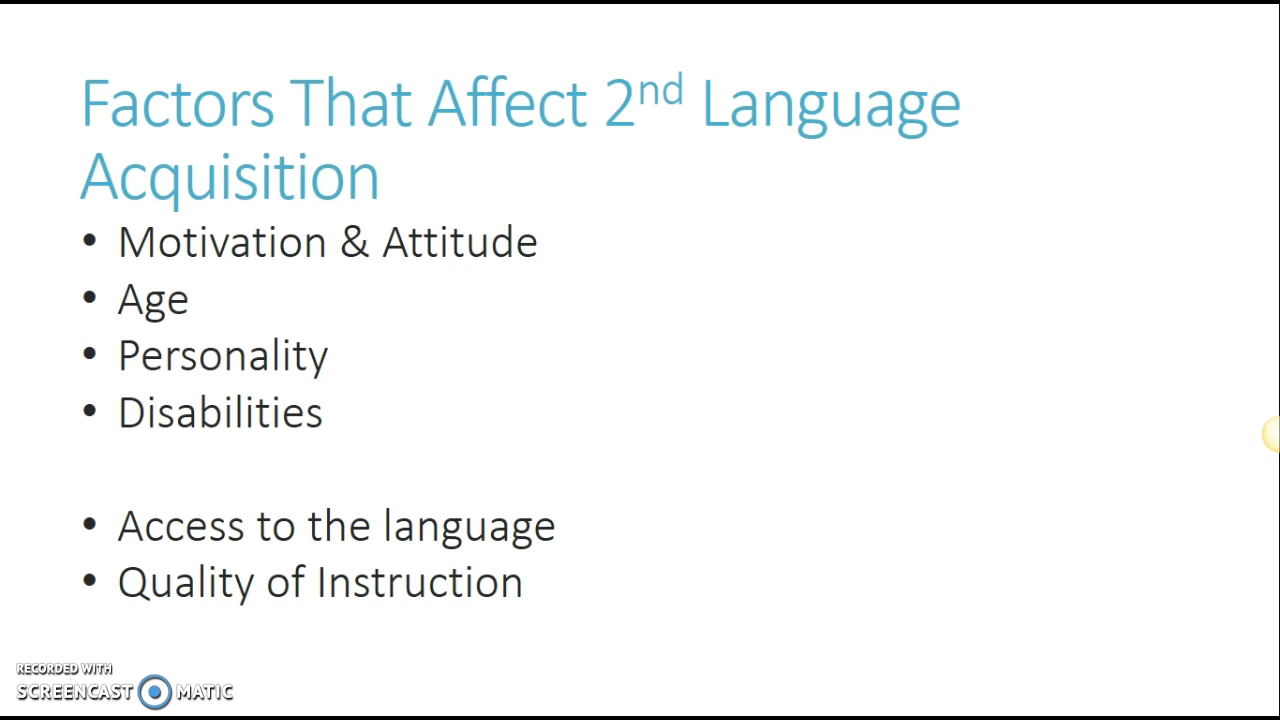 Factors That Affect 2nd Language
Acquisition
• Motivation & Attitude
• Age
• Personality
• Disabilities
• Access to the language
• Quality of Instruction
RECORDED WITH
SCREENCAST MATIC